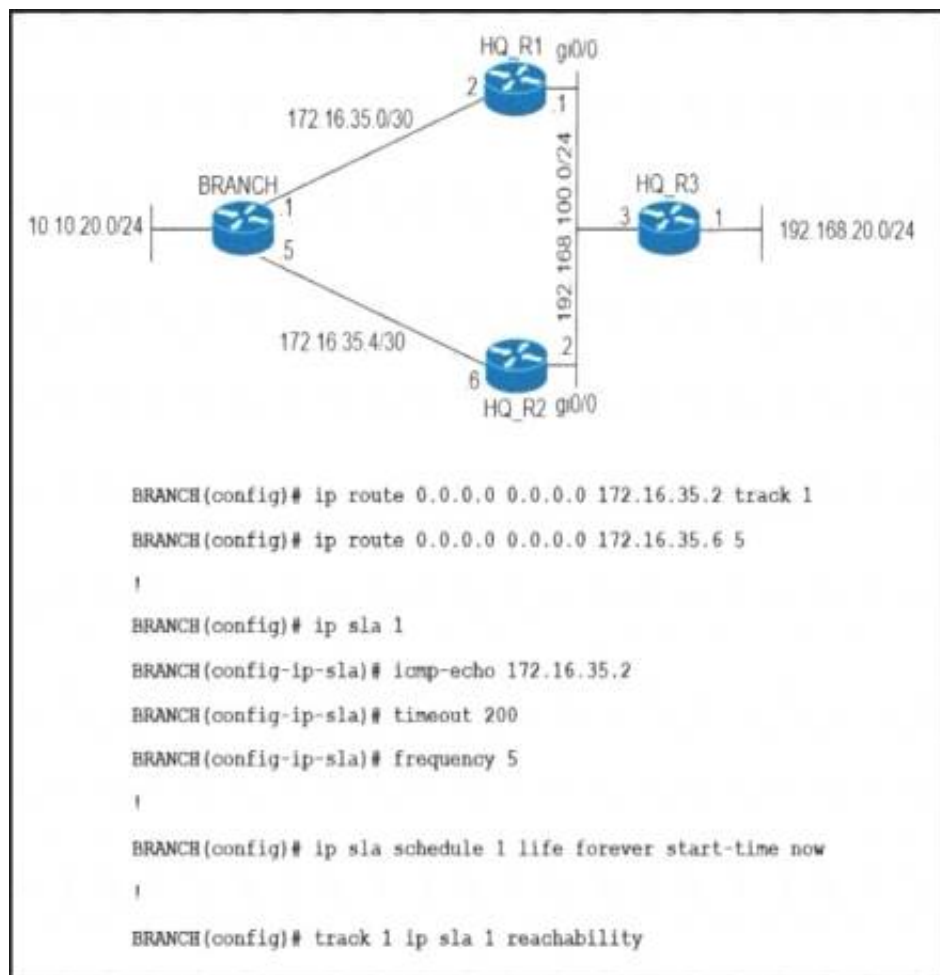 HQ_R1 gi0/0
2
.1
172 16 35.0/30
BRANCH
.1
10 10 20.0/24
5
192 168 100 0/24
HQ_R3
3
1
192 168 20.0/24
172 16 35.4/30
2
6
HQ_R2 gi0/0
BRANCH(config)# ip route 0.0.0.0 0.0.0.0 172.16.35.2 track 1
BRANCH(config)# ip route 0.0.0.0 0.0.0.0 172.16.35.6 5
!
BRANCH(config)# ip sla 1
BRANCH(config-ip-sla)# icmp-echo 172.16.35.2
BRANCH(config-ip-sla)# timeout 200
BRANCH(config-ip-sla)# frequency 5
!
BRANCH(config)# ip sla schedule 1 life forever start-time now
!
BRANCH(config)# track 1 ip sla 1 reachability